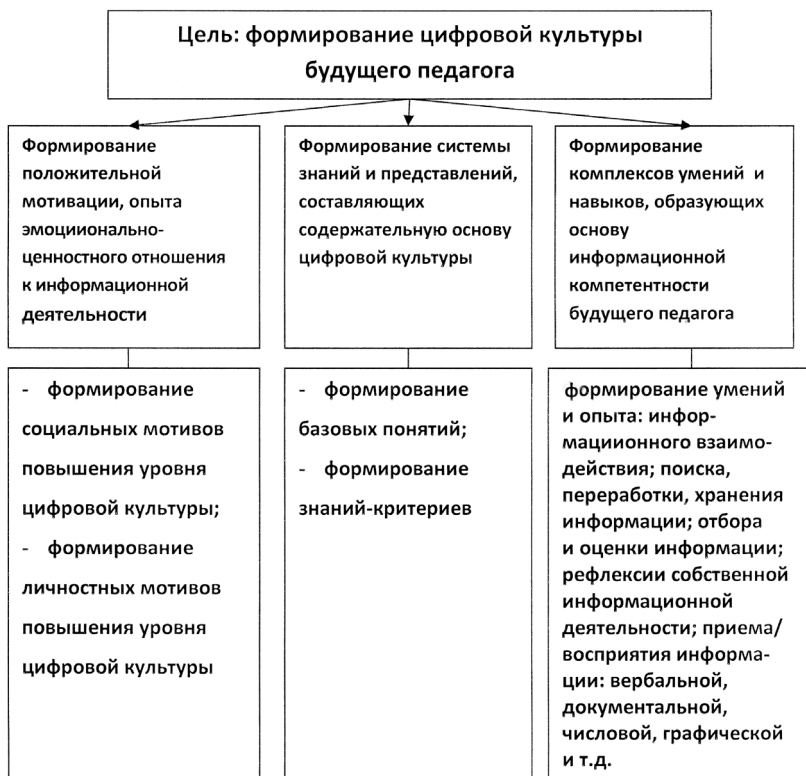 Цель: формирование цифровой культуры
будущего педагога
Формирование
положительной
мотивации, опыта
эмоциионально-
ценностного отношения
к информационной
деятельности
Формирование системы
знаний и представлений,
составляющих
содержательную основу
цифровой культуры
Формирование
комплексов умений и
навыков, образующих
основу
информационной
компетентности
будущего педагога
- формирование
социальных мотивов
повышения уровня
цифровой культуры;
- формирование
личностных мотивов
повышения уровня
цифровой культуры
- формирование
базовых понятий;
- формирование
знаний-критериев
формирование умений
и опыта: инфор-
мациионного взаимо-
действия; поиска,
переработки, хранения
информации; отбора
и оценки информации;
рефлексии собственной
информационной
деятельности; приема/
восприятия информа-
ции: вербальной,
документальной,
числовой, графической
и т.д.